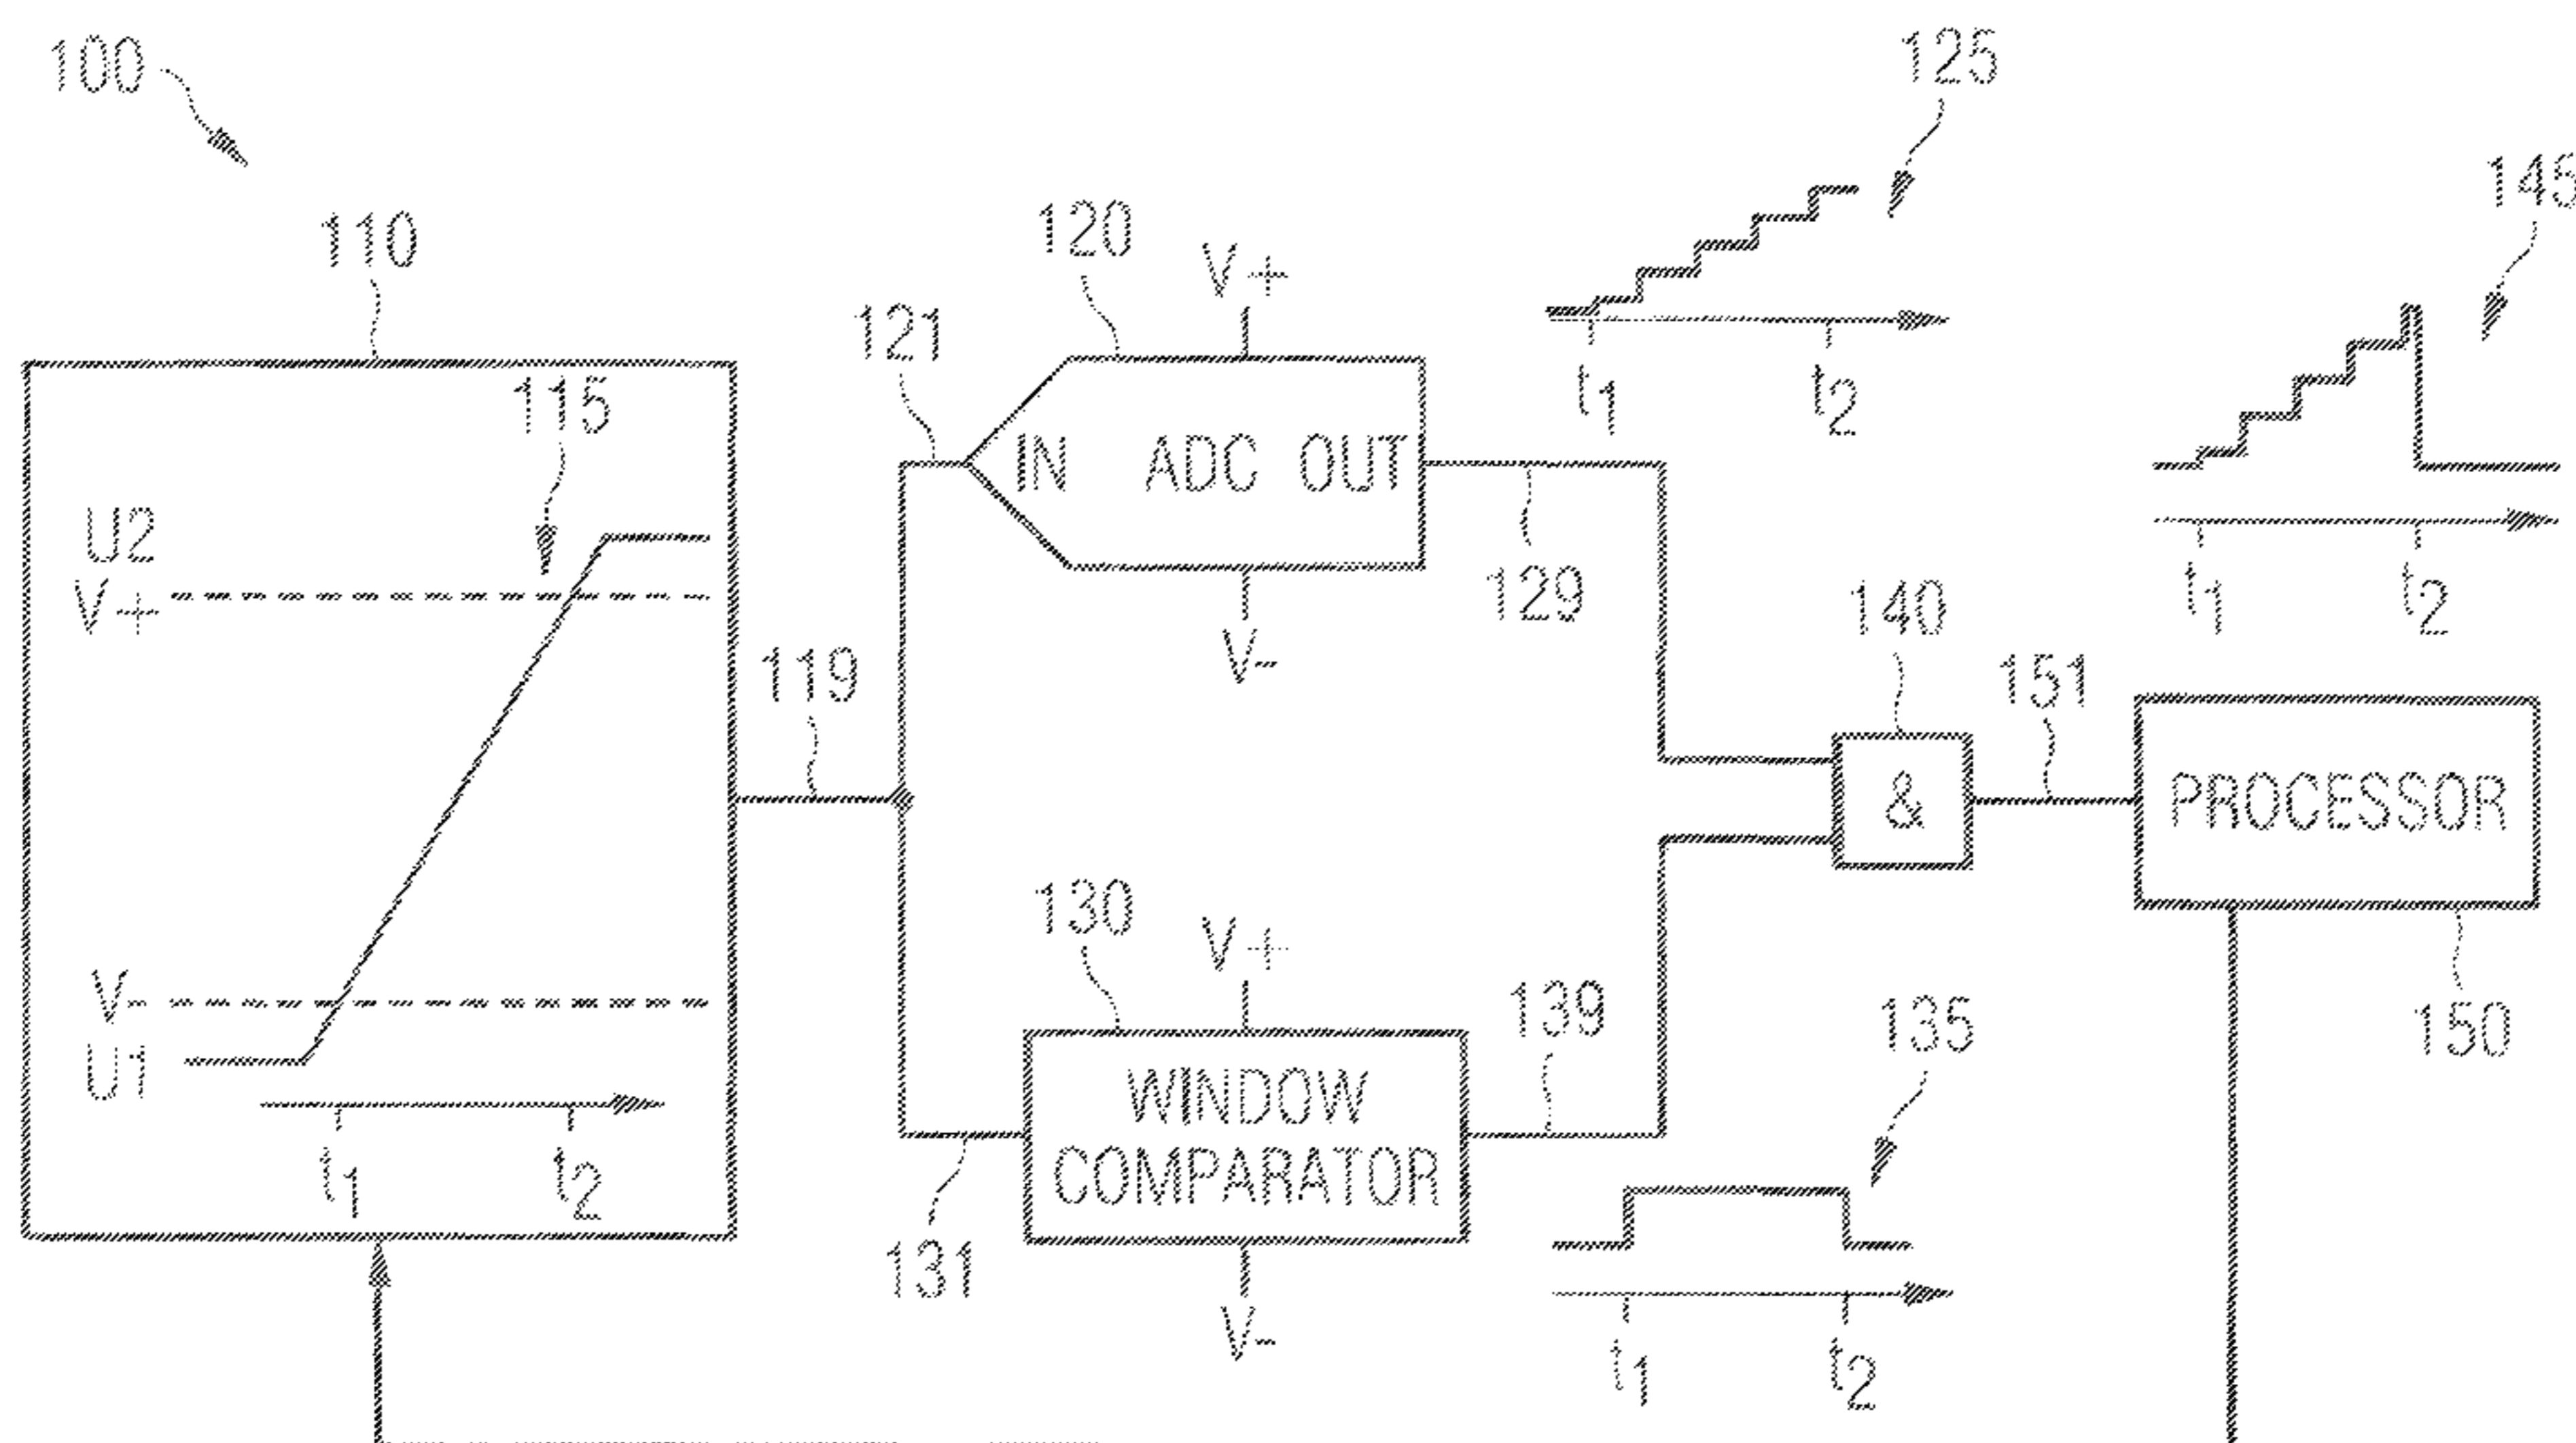 100
110
115
U2
V+
V-
U1
t1 t2
119
121
120
V+
IN ADC OUT
V-
129
125
t1 t2
131
130
V+
WINDOW
COMPARATOR
V-
139
135
t1 t2
140
&
151
145
t1 t2
PROCESSOR
150